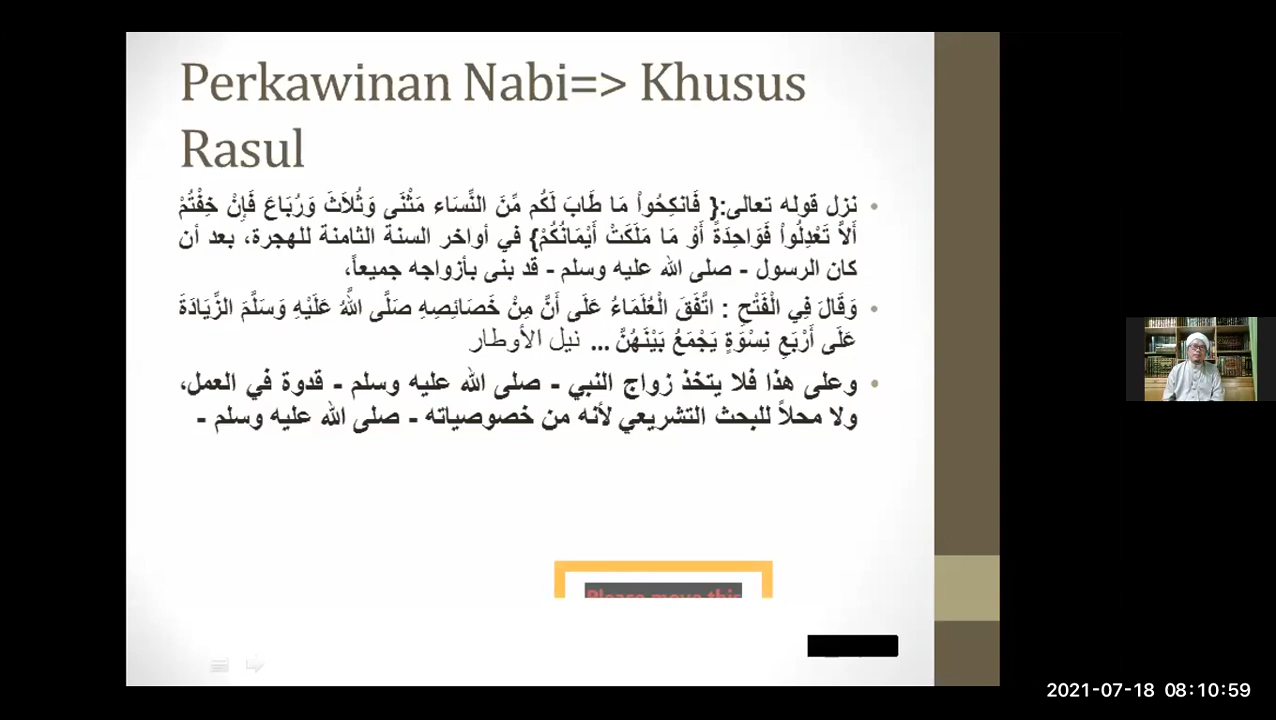 Perkawinan Nabi=> Khusus
Rasul
• نزل قوله تعالى:{ فَانكِحُواْ مَا طَابَ لَكُم مِّنَ النِّسَاء مَثْنَى وَثُلاَثَ وَرُبَاعَ فَإِنْ خِفْتُمْ
أَلاَّ تَعْدِلُواْ فَوَاحِدَةً أَوْ مَا مَلَكَتْ أَيْمَانُكُمْ} في أواخر السنة الثامنة للهجرة، بعد أن
كان الرسول - صلى الله عليه وسلم - قد بنى بأزواجه جميعاً،
• وَقَالَ فِي الْفَتْحِ : اتَّفَقَ الْعُلَمَاءُ عَلَى أَنَّ مِنْ خَصَائِصِهِ صَلَّى اللَّهُ عَلَيْهِ وَسَلَّمَ الزِّيَادَةَ
عَلَى أَرْبَعِ نِسْوَةٍ يَجْمَعُ بَيْنَهُنَّ ... نيل الأوطار
• وعلى هذا فلا يتخذ زواج النبي - صلى الله عليه وسلم - قدوة في العمل،
ولا محلاً للبحث التشريعي لأنه من خصوصياته - صلى الله عليه وسلم -
Please move
2021-07-18 08:10:59